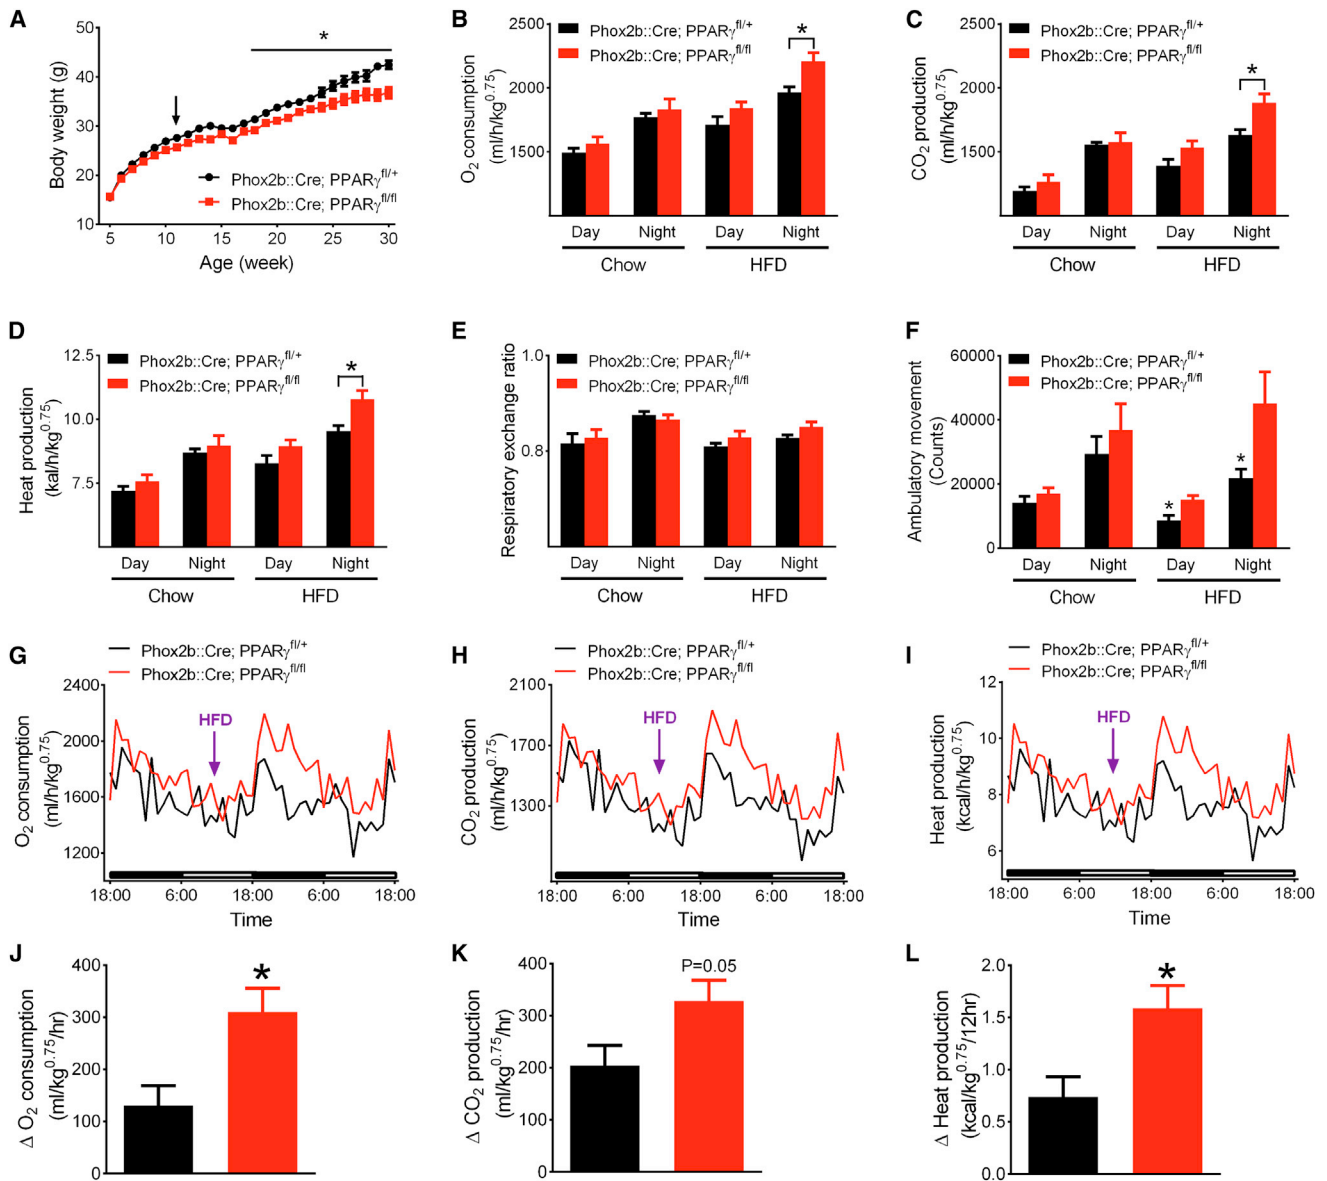 A
Body weight (g)
50
40
30
20
10
*
Phox2b::Cre; PPARγfl/+
Phox2b::Cre; PPARγfl/fl
5 10 15 20 25 30
Age (week)
B
O2 consumption
(ml/h/kg0.75)
2500
2000
1500
Phox2b::Cre; PPARγfl/+
Phox2b::Cre; PPARγfl/fl
*
Day Night Day Night
Chow HFD
C
CO2 production
(ml/h/kg0.75)
2500
2000
1500
Phox2b::Cre; PPARγfl/+
Phox2b::Cre; PPARγfl/fl
*
Day Night Day Night
Chow HFD
D
Heat production
(kal/h/kg0.75)
12.5
10.0
7.5
Phox2b::Cre; PPARγfl/+
Phox2b::Cre; PPARγfl/fl
*
Day Night Day Night
Chow HFD
E
Respiratory exchange ratio
1.0
0.8
Phox2b::Cre; PPARγfl/+
Phox2b::Cre; PPARγfl/fl
Day Night Day Night
Chow HFD
F
Ambulatory movement
(Counts)
60000
40000
20000
0
Phox2b::Cre; PPARγfl/+
Phox2b::Cre; PPARγfl/fl
*
*
Day Night Day Night
Chow HFD
G
Phox2b::Cre; PPARγfl/+
Phox2b::Cre; PPARγfl/fl
O2 consumption
(ml/h/kg0.75)
2400
2000
1600
1200
HFD
18:00 6:00 18:00 6:00 18:00
Time
H
Phox2b::Cre; PPARγfl/+
Phox2b::Cre; PPARγfl/fl
CO2 production
(ml/h/kg0.75)
2100
1700
1300
HFD
18:00 6:00 18:00 6:00 18:00
Time
I
Phox2b::Cre; PPARγfl/+
Phox2b::Cre; PPARγfl/fl
Heat production
(kcal/h/kg0.75)
12
10
8
6
HFD
18:00 6:00 18:00 6:00 18:00
Time
J
Δ O2 consumption
(ml/kg0.75/hr)
400
300
200
100
0
*
K
Δ CO2 production
(ml/kg0.75/hr)
400
300
200
100
0
P=0.05
L
Δ Heat production
(kcal/kg0.75/12hr)
2.0
1.5
1.0
0.5
0.0
*